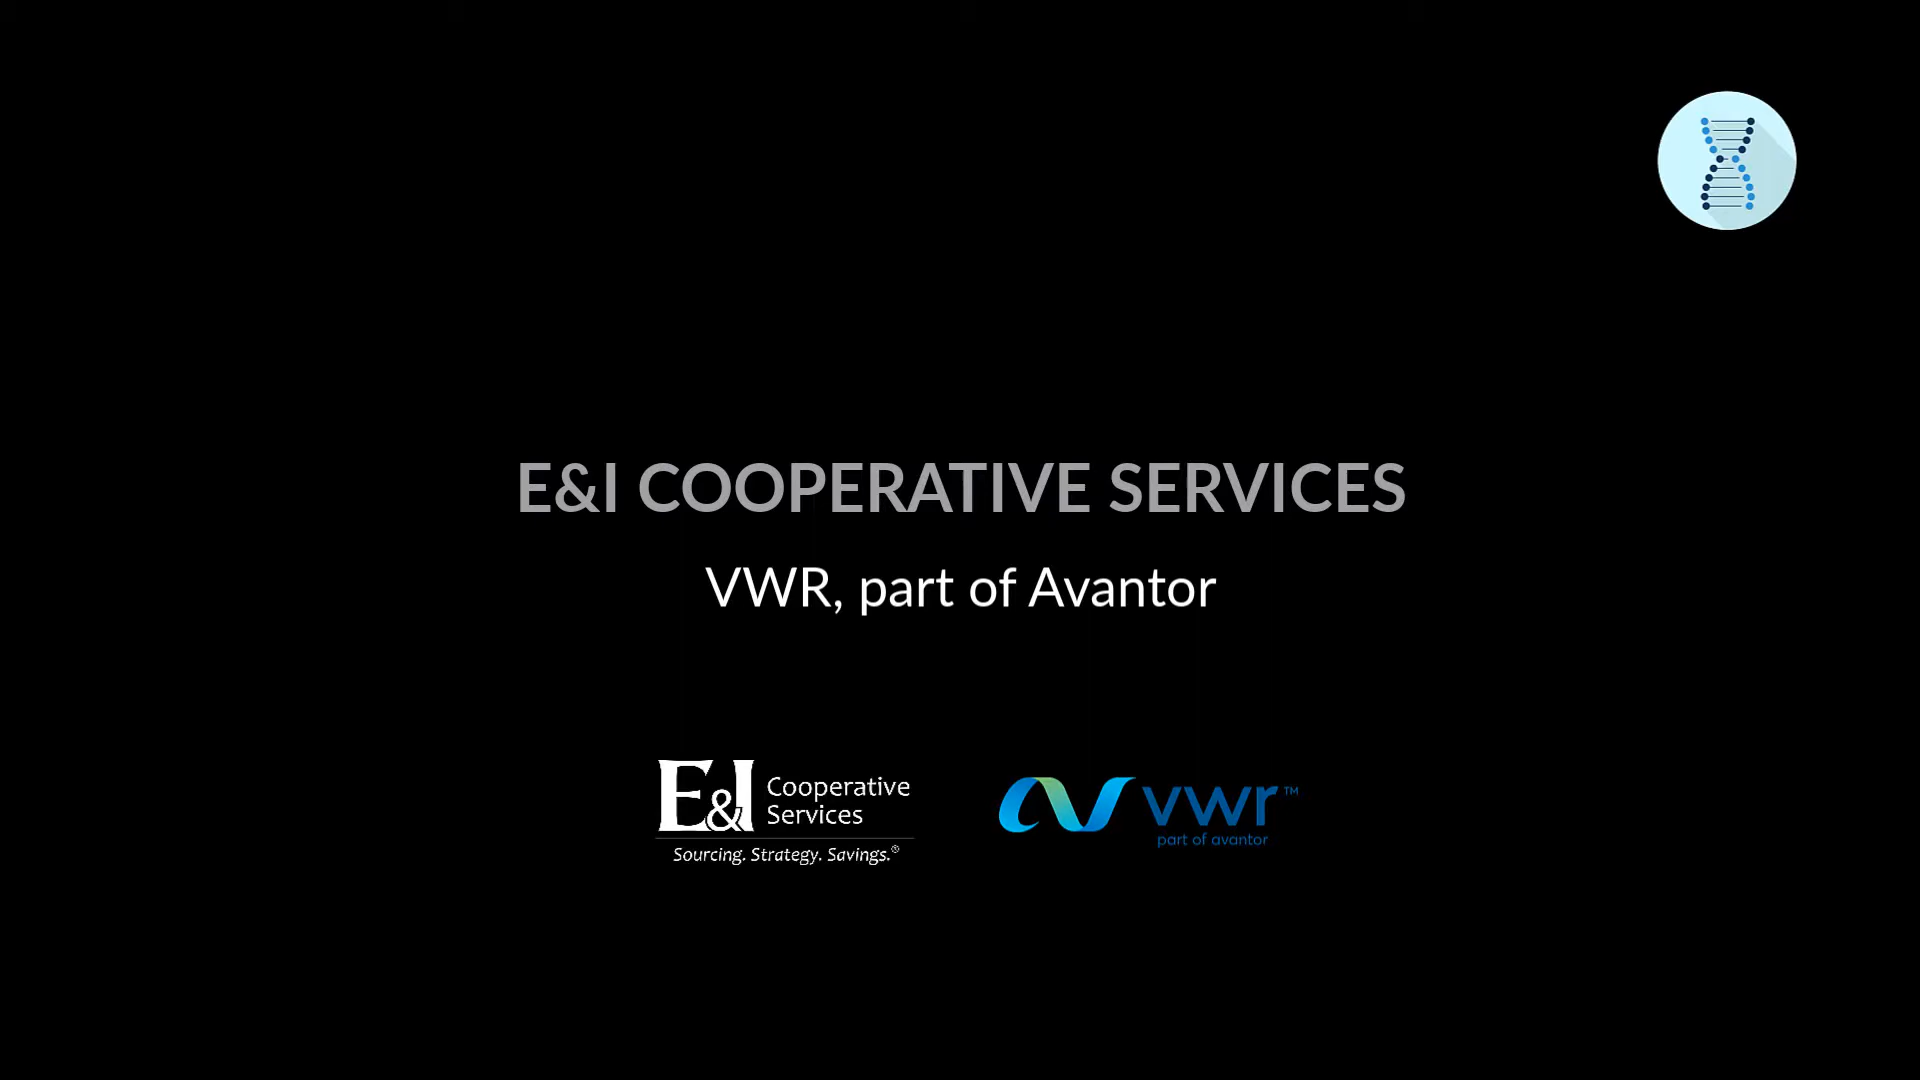 E&I COOPERATIVE SERVICES
VWR, part of Avantor
E&I Cooperative
Services
Sourcing. Strategy. Savings.®
vwr™
part of avantor